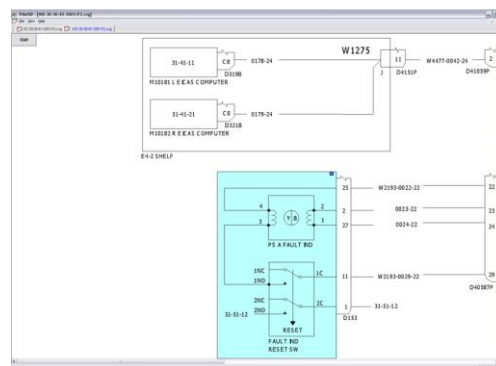 Quit
W1275
31-41-11
C8
0178-24
11
W4477-0042-24
2
D319B
J
D4151P
D41059P
M10181 L EICAS COMPUTER
31-41-21
C8
0179-24
D321B
M10182 R EICAS COMPUTER
E4-2 SHELF
25
W2193-0022-22
22
4
2
2
0023-22
23
Y
B
3
1
27
0024-22
24
PS A FAULT IND
1NC
1C
11
W2193-0029-22
29
1NO
D40587P
2NC
2C
1
31-51-12
31-51-12
2NO
D153
RESET
FAULT IND
RESET SW